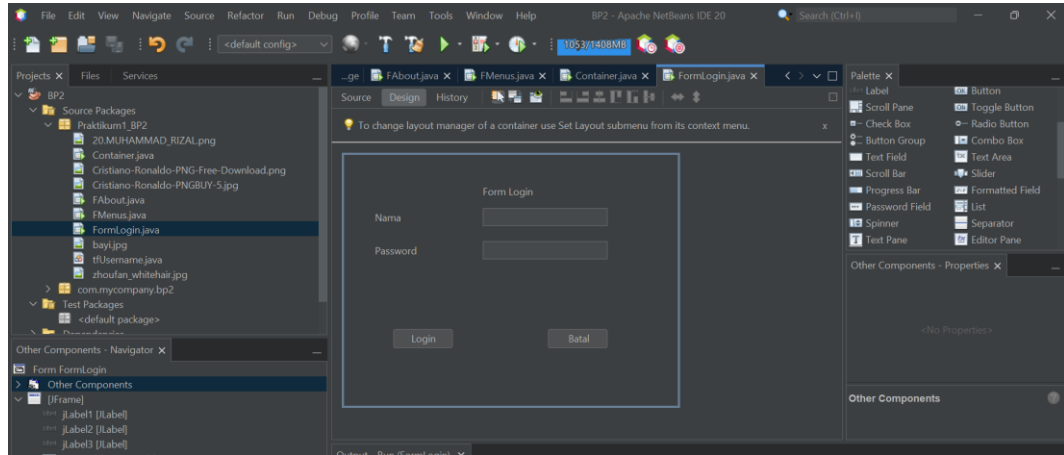 File Edit View Navigate Source Refactor Run Debug Profile Team Tools Window Help BP2 - Apache NetBeans IDE 20 Search (Ctrl+I)
<default config> 1053/1408MB
Projects Files Services
BP2
Source Packages
Praktikum1_BP2
20.MUHAMMAD_RIZAL.png
Container.java
Cristiano-Ronaldo-PNG-Free-Download.png
Cristiano-Ronaldo-PNGBUY-5.jpg
FAbout.java
FMenus.java
FormLogin.java
bayi.jpg
tfUsername.java
zhoufan_whitehair.jpg
com.mycompany.bp2
Test Packages
<default package>
Dependencies
Other Components - Navigator
Form FormLogin
Other Components
[JFrame]
jLabel1 [JLabel]
jLabel2 [JLabel]
jLabel3 [JLabel]
...ge FAbout.java FMenus.java Container.java FormLogin.java
Source Design History
To change layout manager of a container use Set Layout submenu from its context menu. x
Form Login
Nama
Password
Login Batal
Output - Run (FormLogin)
Palette
Label Button
Scroll Pane Toggle Button
Check Box Radio Button
Button Group Combo Box
Text Field Text Area
Scroll Bar Slider
Progress Bar Formatted Field
Password Field List
Spinner Separator
Text Pane Editor Pane
Other Components - Properties
<No Properties>
Other Components